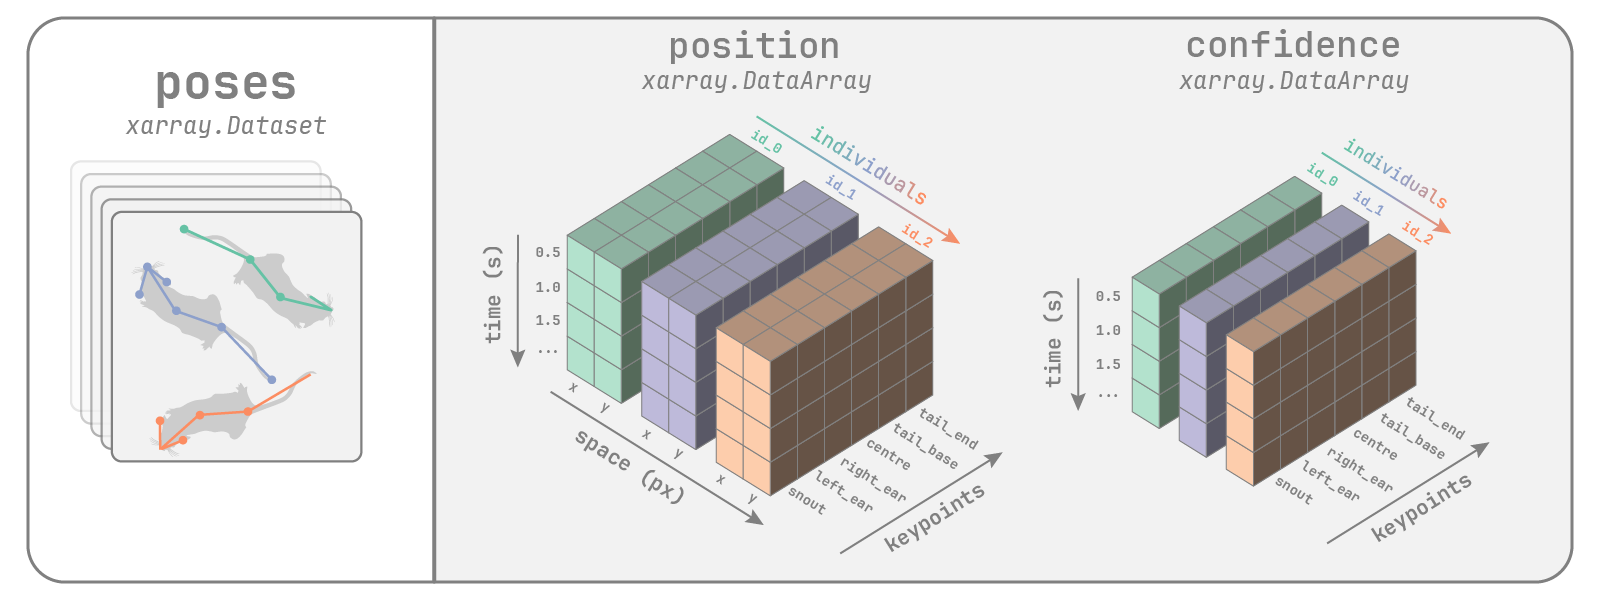 poses
xarray.Dataset
position
xarray.DataArray
individuals
id_0
id_1
id_2
time (s)
0.5
1.0
1.5
...
x
y
x
y
x
y
space (px)
snout
left_ear
right_ear
centre
tail_base
tail_end
keypoints
confidence
xarray.DataArray
individuals
id_0
id_1
id_2
time (s)
0.5
1.0
1.5
...
snout
left_ear
right_ear
centre
tail_base
tail_end
keypoints